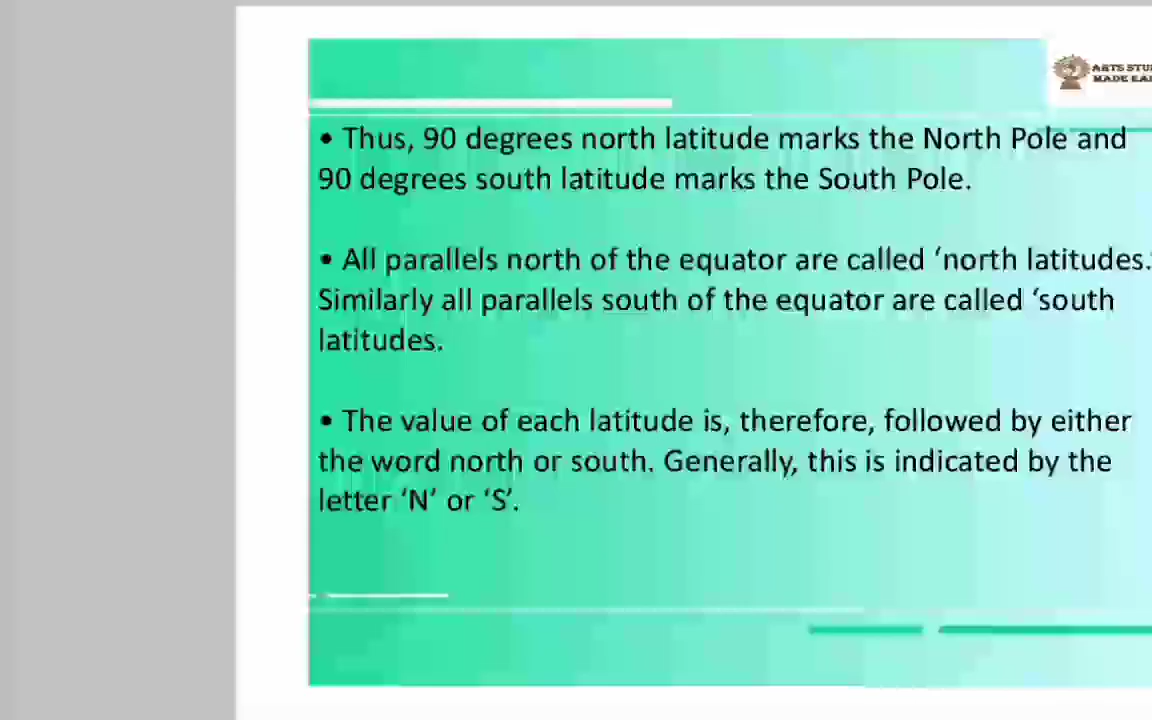 ARTS
MADE
• Thus, 90 degrees north latitude marks the North Pole and
90 degrees south latitude marks the South Pole.
• All parallels north of the equator are called ‘north latitudes.’
Similarly all parallels south of the equator are called ‘south
latitudes.
• The value of each latitude is, therefore, followed by either
the word north or south. Generally, this is indicated by the
letter ‘N’ or ‘S’.